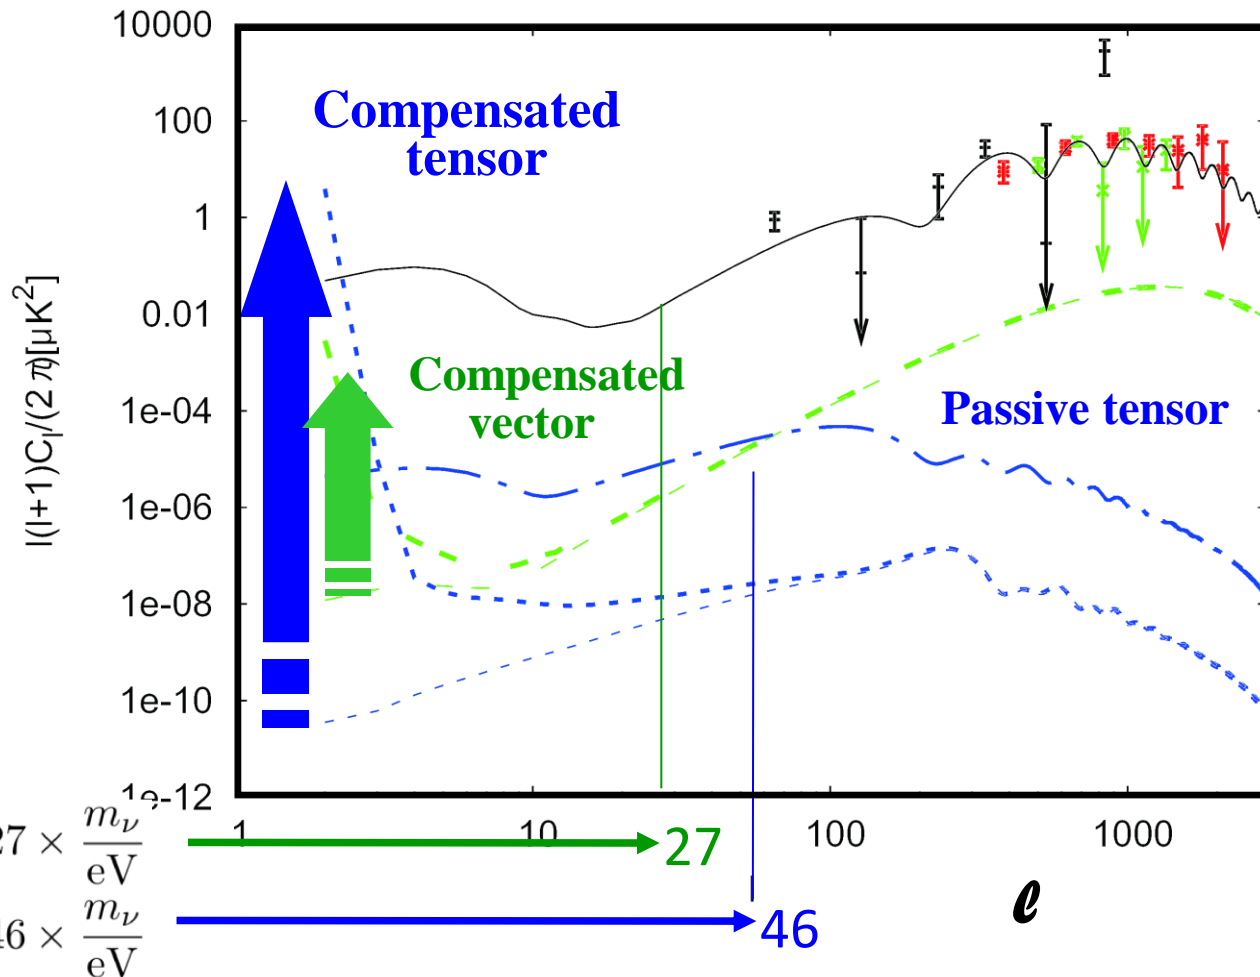 10000
100
1
0.01
1e-04
1e-06
1e-08
1e-10
1e-12
l(l+1)C_l/(2π)[μK²]
Compensated
tensor
Compensated
vector
Passive tensor
1
10
100
1000
ℓ
27 × m_ν/eV
27
46 × m_ν/eV
46